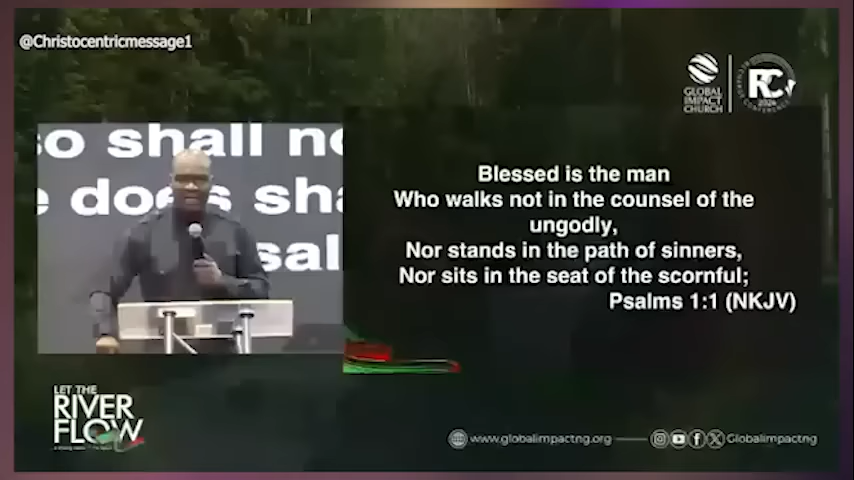 @Christocentricmessage1
GLOBAL
IMPACT
CHURCH
RC
2024
so shall no
e does sha
sal
Blessed is the man
Who walks not in the counsel of the
ungodly,
Nor stands in the path of sinners,
Nor sits in the seat of the scornful;
Psalms 1:1 (NKJV)
LET THE
RIVER
FLOW
www.globalimpactng.org
Globalimpactng